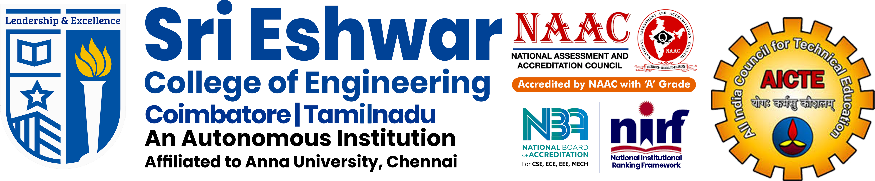 Leadership & Excellence
Sri Eshwar
College of Engineering
Coimbatore | Tamilnadu
An Autonomous Institution
Affiliated to Anna University, Chennai
NAAC
NATIONAL ASSESSMENT AND
ACCREDITATION COUNCIL
NAAC
Accredited by NAAC with 'A' Grade
NBA
NATIONAL BOARD
of ACCREDITATION
For CSE, ECE, EEE, MECH
nirf
National Institutional
Ranking Framework
All India Council for Technical Education
AICTE
योगः कर्मसु कौशलम्